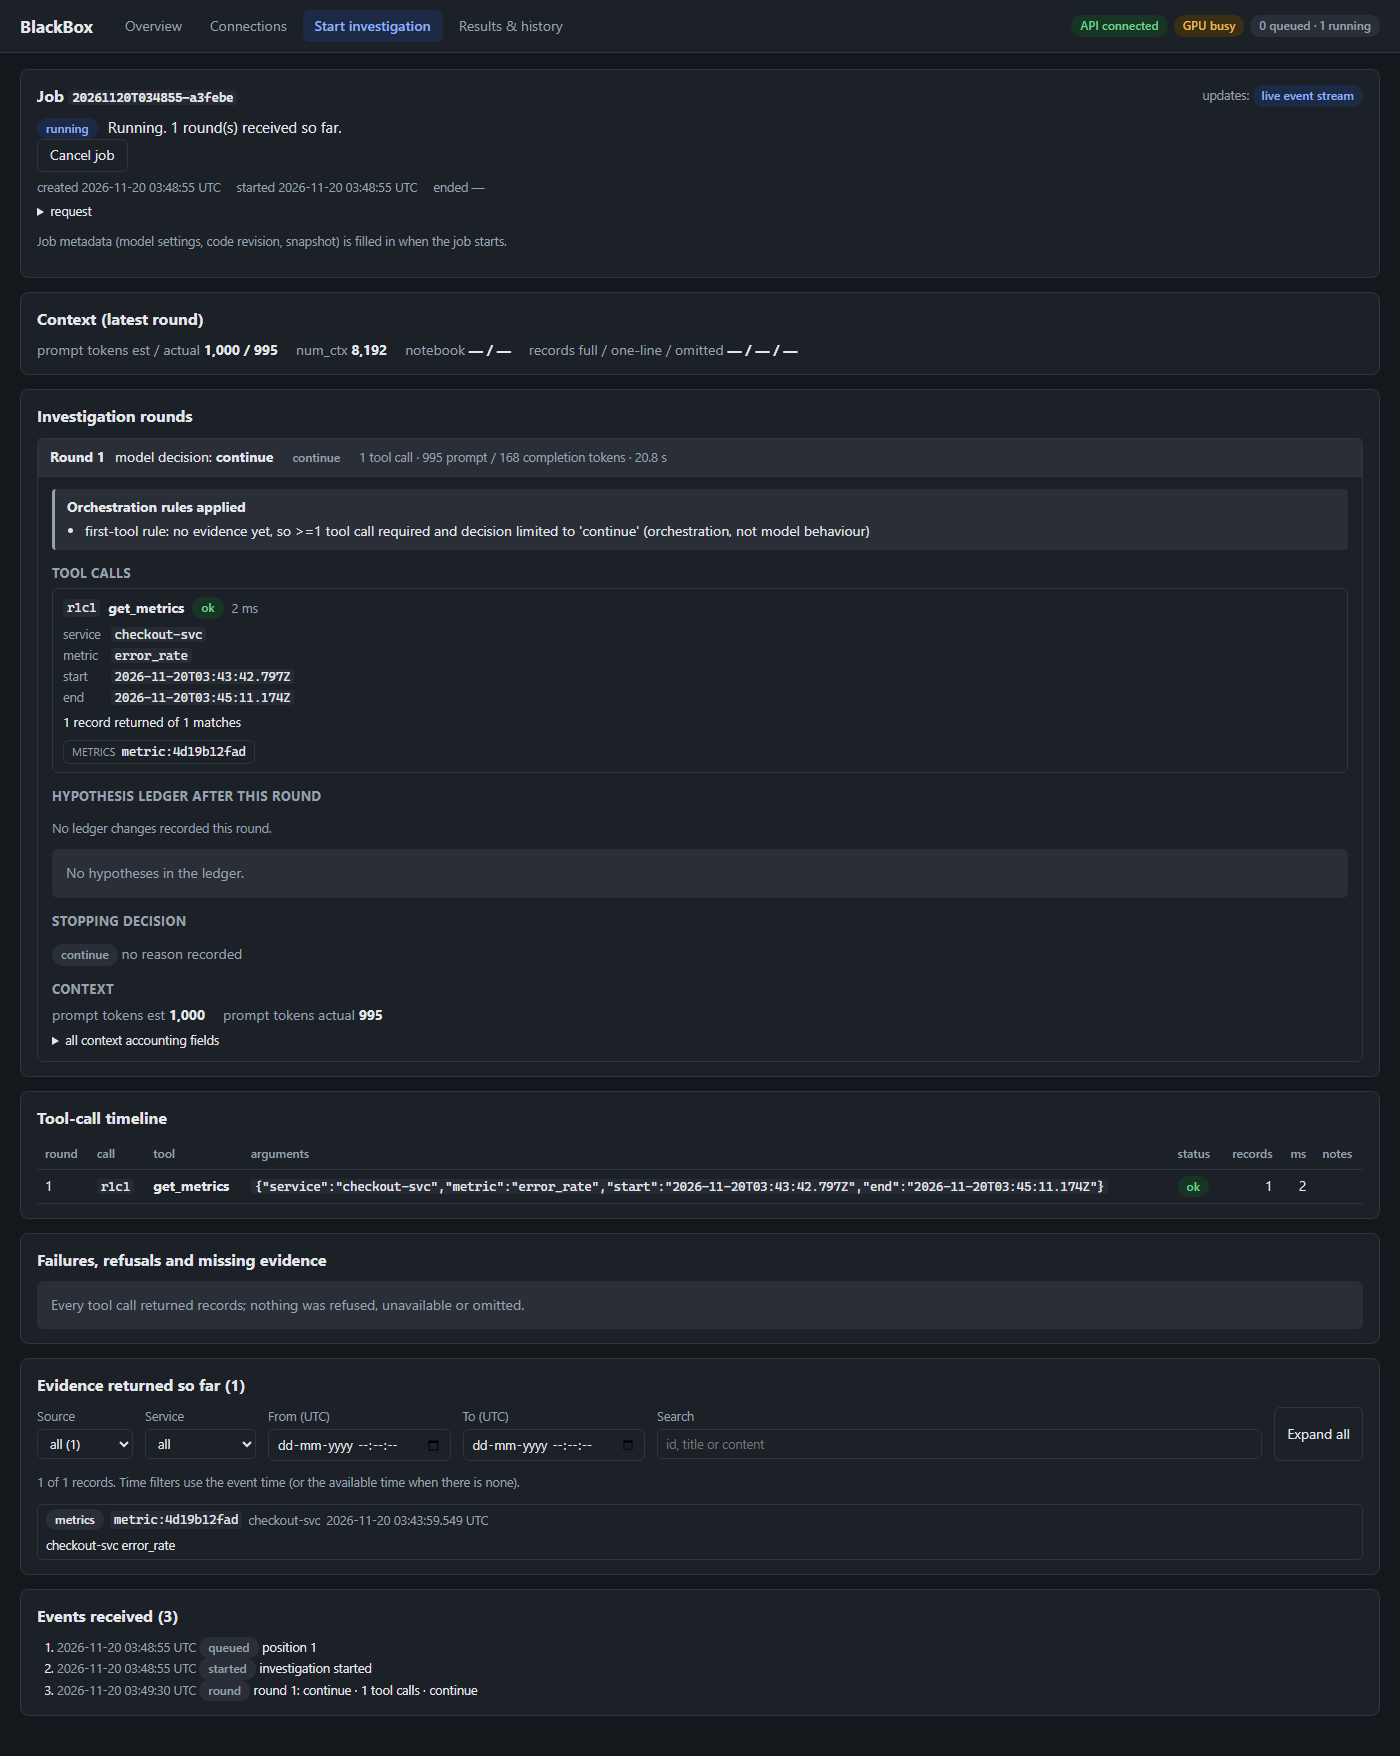 BlackBox Overview Connections Start investigation Results & history API connected GPU busy 0 queued · 1 running
Job 20261120T034855-a3febe updates: live event stream
running Running. 1 round(s) received so far.
Cancel job
created 2026-11-20 03:48:55 UTC started 2026-11-20 03:48:55 UTC ended —
▶ request
Job metadata (model settings, code revision, snapshot) is filled in when the job starts.
Context (latest round)
prompt tokens est / actual 1,000 / 995 num_ctx 8,192 notebook — / — records full / one-line / omitted — / — / —
Investigation rounds
Round 1 model decision: continue continue 1 tool call · 995 prompt / 168 completion tokens · 20.8 s
Orchestration rules applied
• first-tool rule: no evidence yet, so >=1 tool call required and decision limited to 'continue' (orchestration, not model behaviour)
TOOL CALLS
r1c1 get_metrics ok 2 ms
service checkout-svc
metric error_rate
start 2026-11-20T03:43:42.797Z
end 2026-11-20T03:45:11.174Z
1 record returned of 1 matches
METRICS metric:4d19b12fad
HYPOTHESIS LEDGER AFTER THIS ROUND
No ledger changes recorded this round.
No hypotheses in the ledger.
STOPPING DECISION
continue no reason recorded
CONTEXT
prompt tokens est 1,000 prompt tokens actual 995
▶ all context accounting fields
Tool-call timeline
round call tool arguments status records ms notes
1 r1c1 get_metrics {"service":"checkout-svc","metric":"error_rate","start":"2026-11-20T03:43:42.797Z","end":"2026-11-20T03:45:11.174Z"} ok 1 2
Failures, refusals and missing evidence
Every tool call returned records; nothing was refused, unavailable or omitted.
Evidence returned so far (1)
Source Service From (UTC) To (UTC) Search
all (1) all dd-mm-yyyy --:--:-- dd-mm-yyyy --:--:-- id, title or content Expand all
1 of 1 records. Time filters use the event time (or the available time when there is none).
metrics metric:4d19b12fad checkout-svc 2026-11-20 03:43:59.549 UTC
checkout-svc error_rate
Events received (3)
1. 2026-11-20 03:48:55 UTC queued position 1
2. 2026-11-20 03:48:55 UTC started investigation started
3. 2026-11-20 03:49:30 UTC round round 1: continue · 1 tool calls · continue